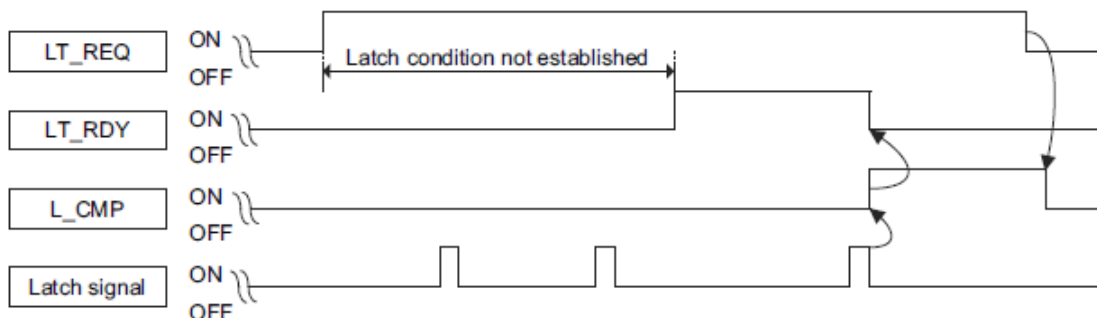 LT_REQ
ON
OFF
Latch condition not established
LT_RDY
ON
OFF
L_CMP
ON
OFF
Latch signal
ON
OFF